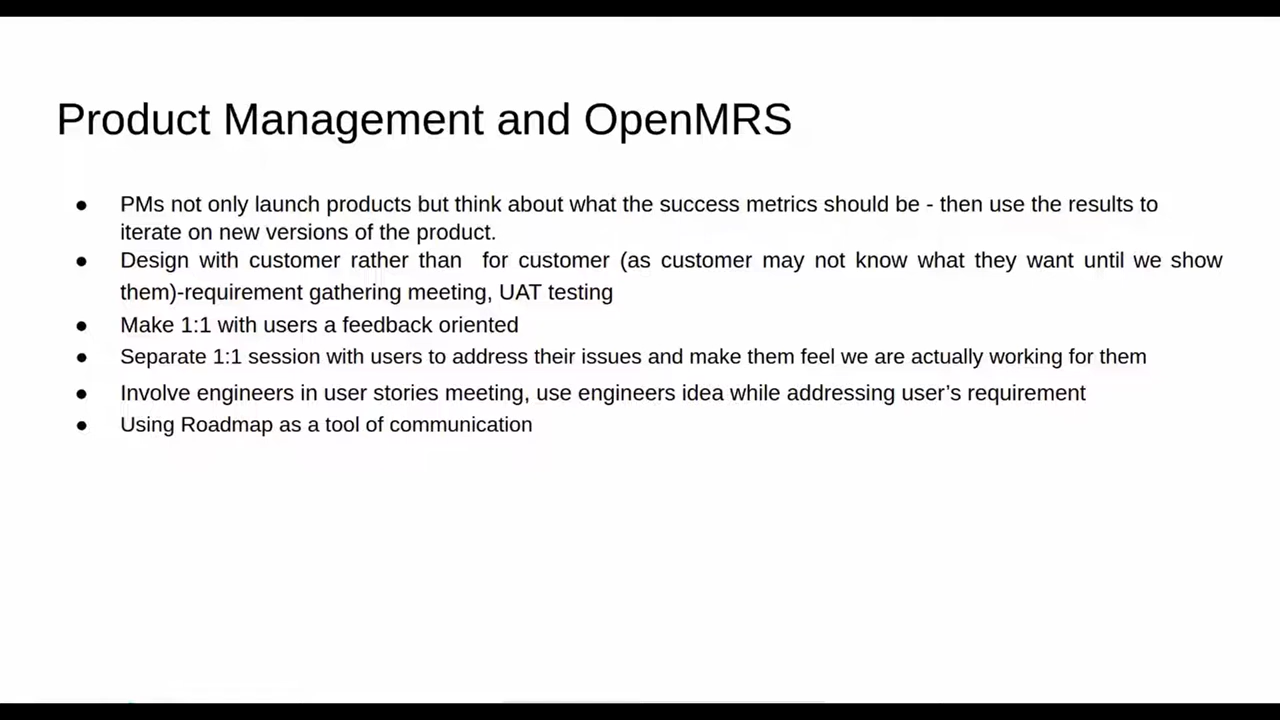 Product Management and OpenMRS
● PMs not only launch products but think about what the success metrics should be - then use the results to
iterate on new versions of the product.
● Design with customer rather than for customer (as customer may not know what they want until we show
them)-requirement gathering meeting, UAT testing
● Make 1:1 with users a feedback oriented
● Separate 1:1 session with users to address their issues and make them feel we are actually working for them
● Involve engineers in user stories meeting, use engineers idea while addressing user’s requirement
● Using Roadmap as a tool of communication